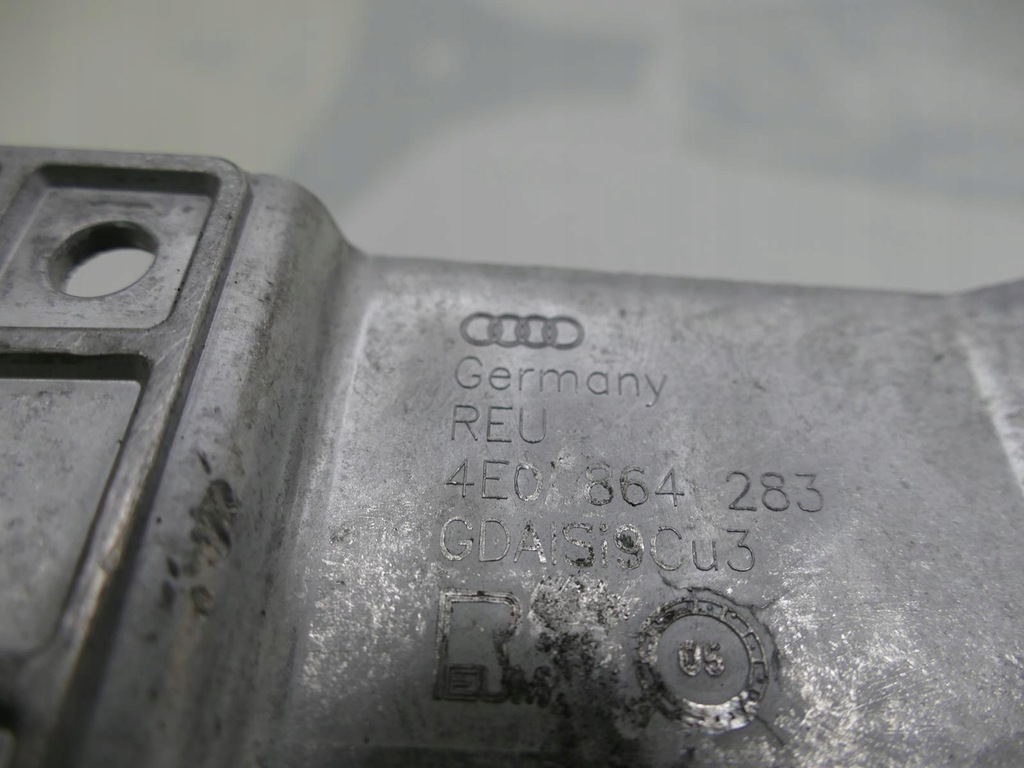 Germany
REU
4E0 864 283
GDAlSi9Cu3
05